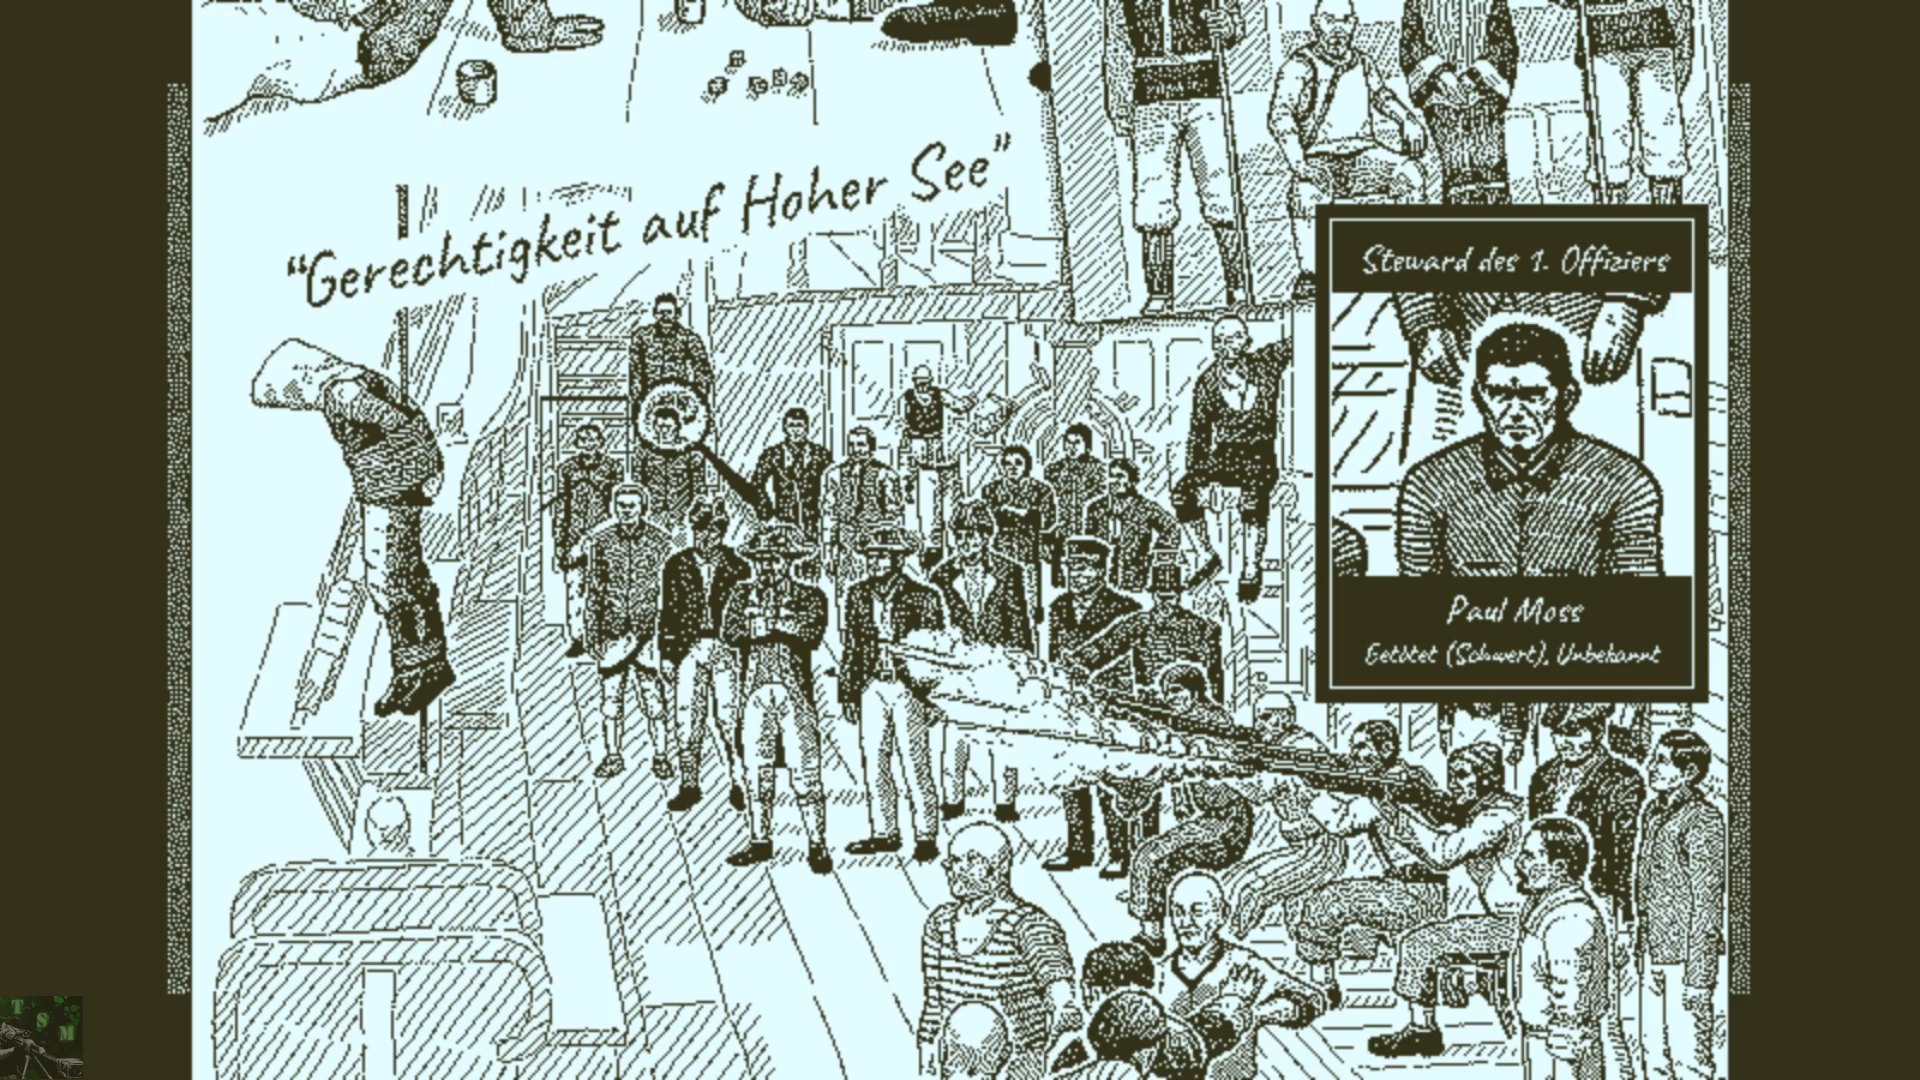 “Gerechtigkeit auf Hoher See”
Steward des 1. Offiziers
Paul Moss
Getötet (Schwert), Unbekannt
T S M